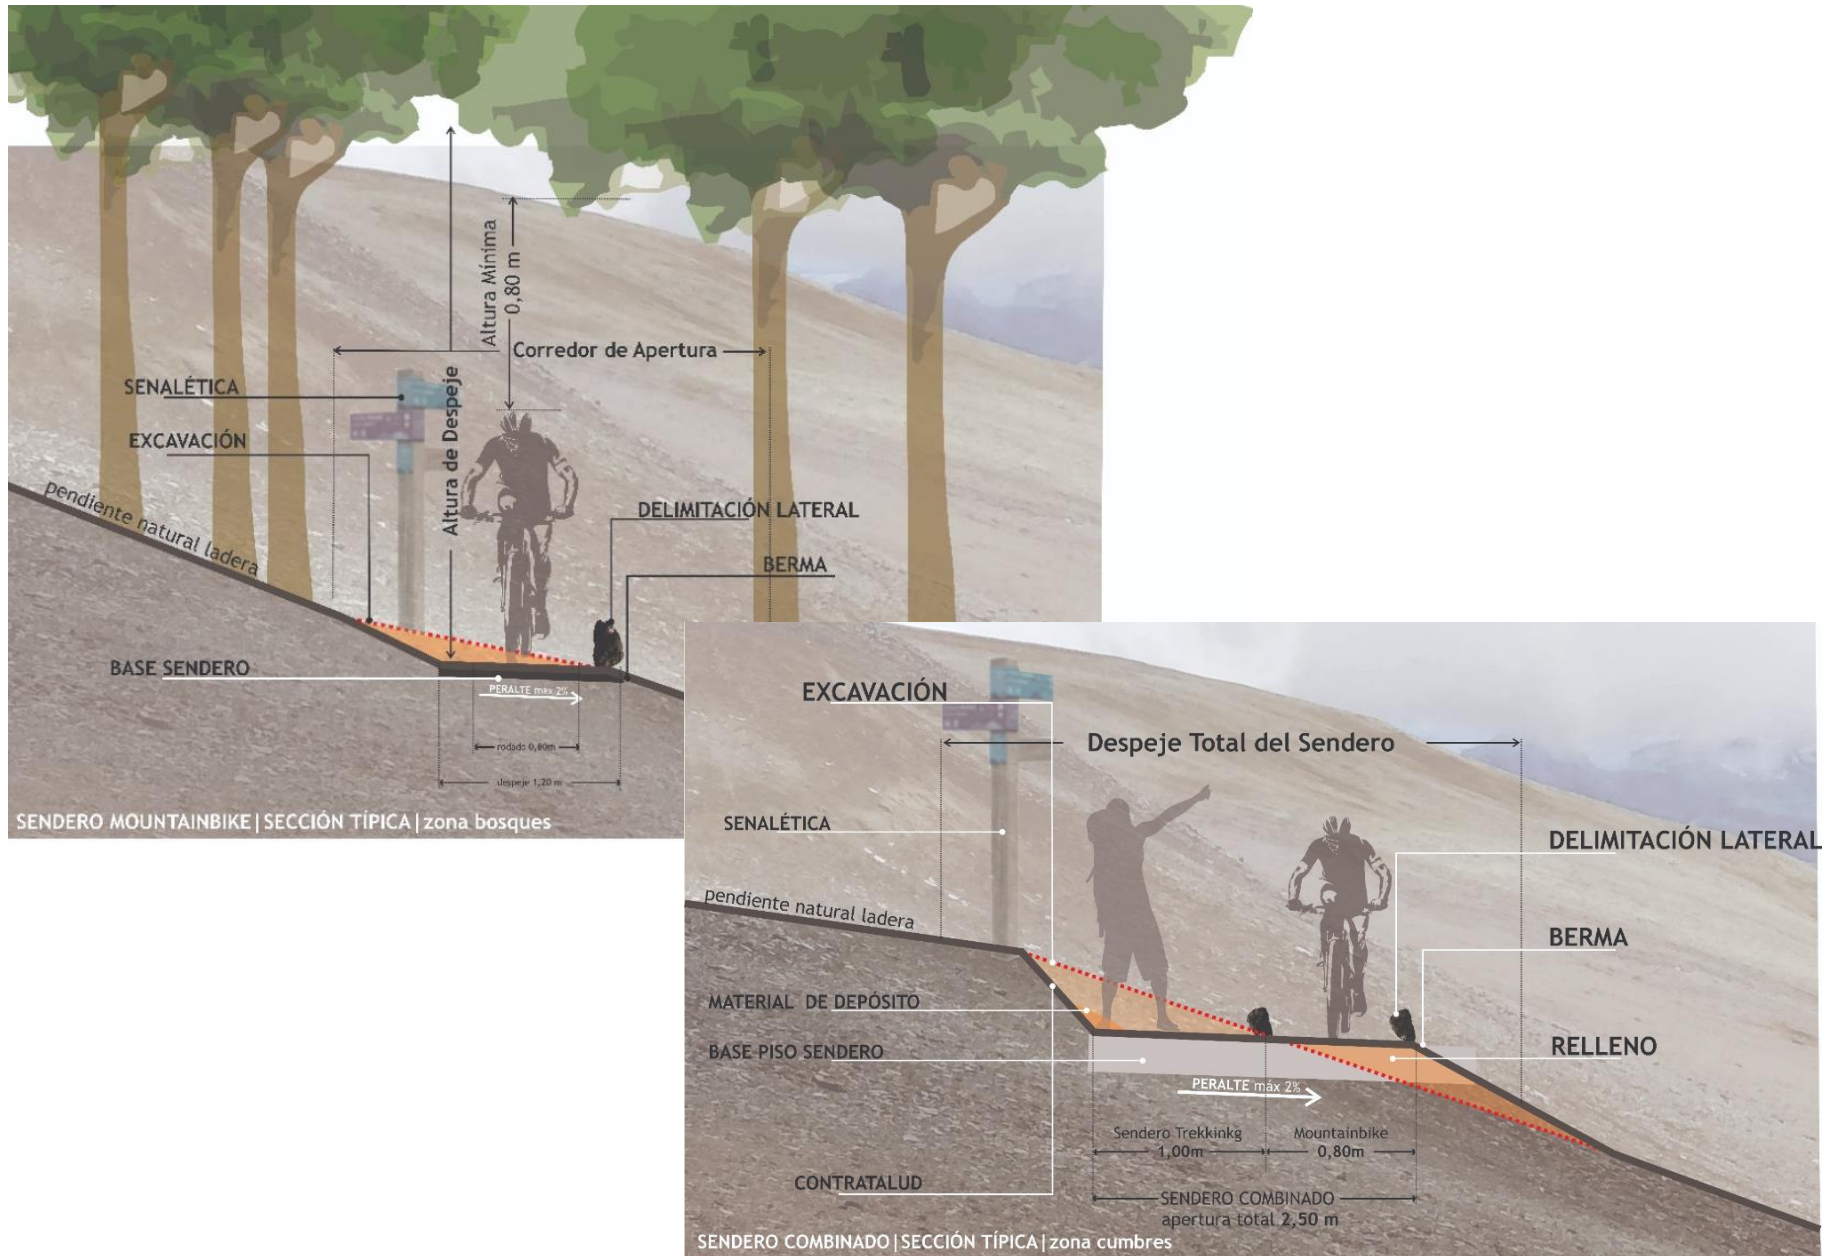 Altura Mínima
0,80 m
Corredor de Apertura
SENALÉTICA
Altura de Despeje
EXCAVACIÓN
pendiente natural ladera
DELIMITACIÓN LATERAL
BERMA
BASE SENDERO
PERALTE máx 2%
rodado 0,80m
despeje 1,20 m
SENDERO MOUNTAINBIKE|SECCIÓN TÍPICA|zona bosques
EXCAVACIÓN
Despeje Total del Sendero
SENALÉTICA
DELIMITACIÓN LATERAL
pendiente natural ladera
BERMA
MATERIAL DE DEPÓSITO
BASE PISO SENDERO
RELLENO
PERALTE máx 2%
Sendero Trekkinkg
1,00m
Mountainbike
0,80m
CONTRATALUD
SENDERO COMBINADO
apertura total 2,50 m
SENDERO COMBINADO|SECCIÓN TÍPICA|zona cumbres